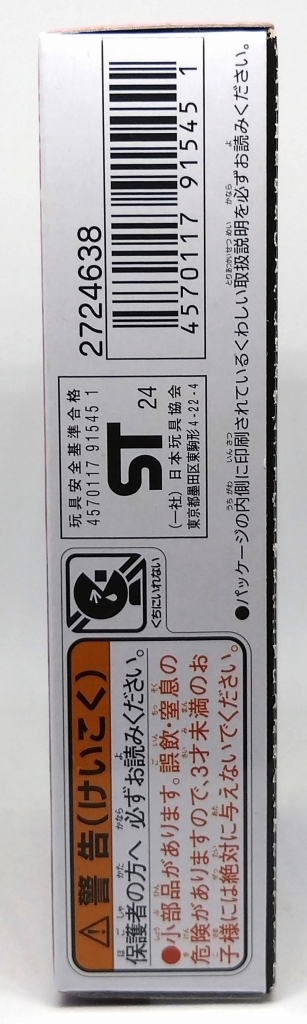 ⚠警告(けいこく)
保護者の方へ 必ずお読みください。
●小部品があります。誤飲・窒息の
危険がありますので、3才未満のお
子様には絶対に与えないでください。
くちにいれない
玩具安全基準合格
4570117 91545 1
ST 24
(一社) 日本玩具協会
東京都墨田区東駒形4-22-4
2724638
4570117 915451
●パッケージの内側に印刷されているくわしい取扱説明を必ずお読みください。